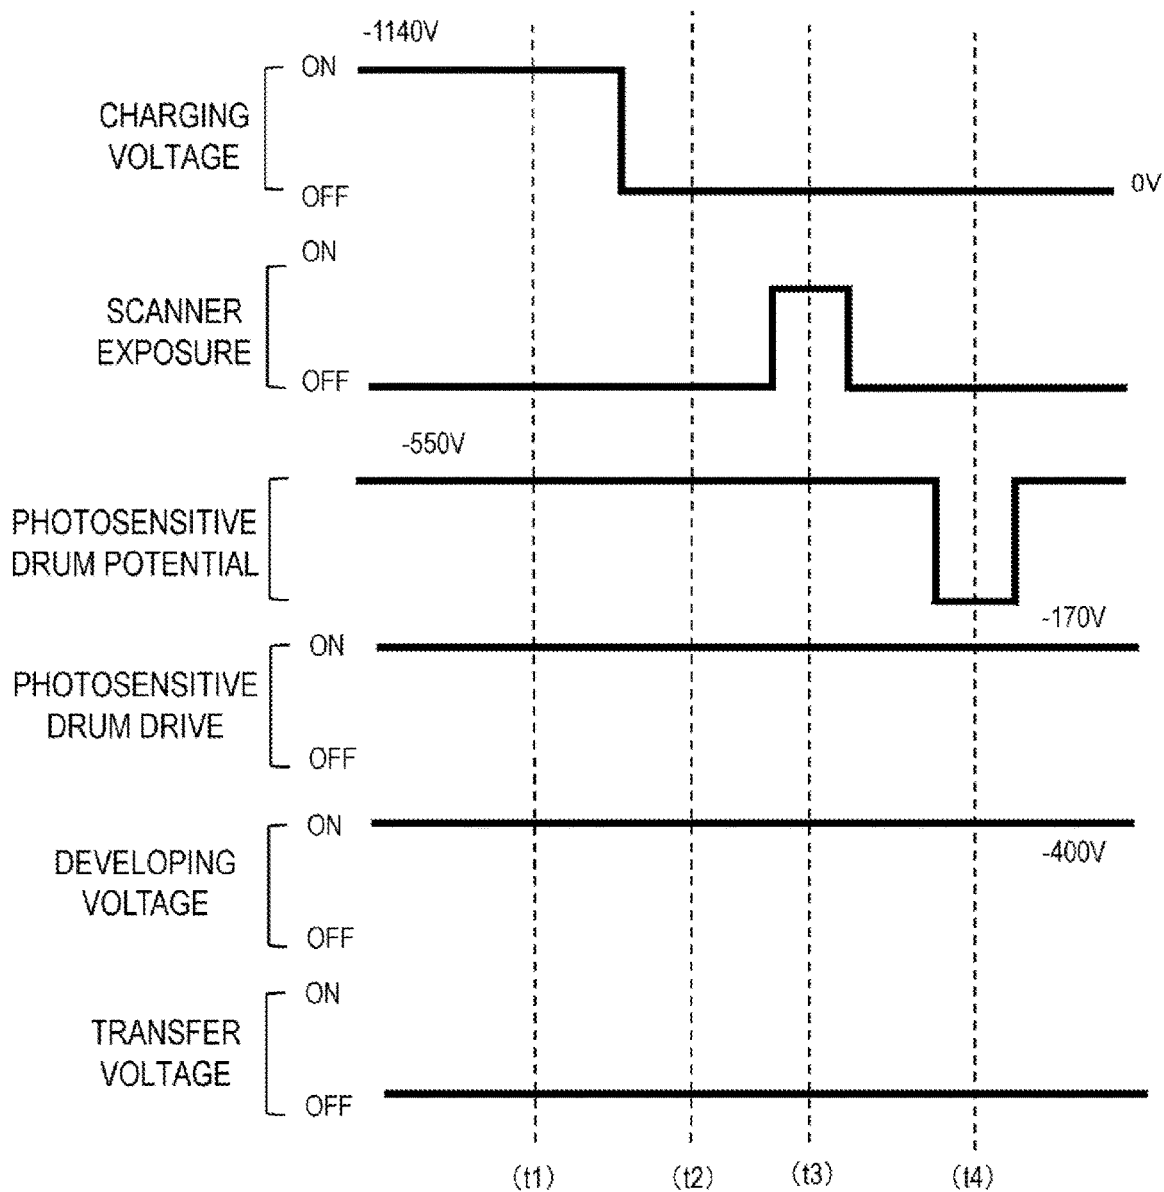 -1140V
ON
CHARGING
VOLTAGE
OFF
0V
ON
SCANNER
EXPOSURE
OFF
-550V
PHOTOSENSITIVE
DRUM POTENTIAL
-170V
ON
PHOTOSENSITIVE
DRUM DRIVE
OFF
ON
-400V
DEVELOPING
VOLTAGE
OFF
ON
TRANSFER
VOLTAGE
OFF
(t1) (t2) (t3) (t4)